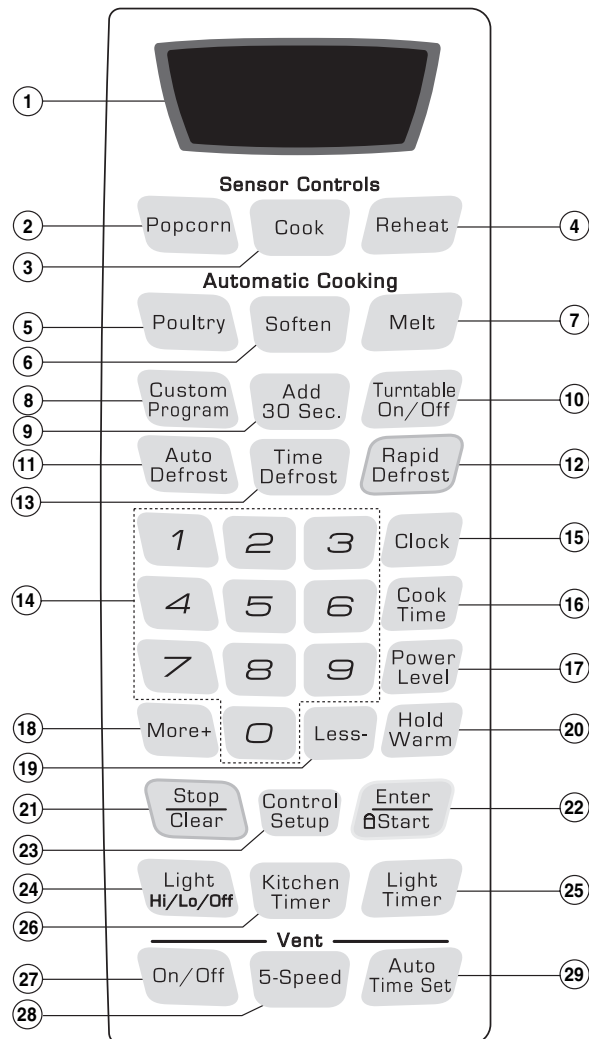 1
Sensor Controls
2
Popcorn
Cook
Reheat
4
3
Automatic Cooking
5
Poultry
Soften
Melt
7
6
8
Custom
Program
Add
30 Sec.
Turntable
On/Off
10
9
11
Auto
Defrost
Time
Defrost
Rapid
Defrost
12
13
1
2
3
Clock
15
14
4
5
6
Cook
Time
16
7
8
9
Power
Level
17
18
More+
0
Less-
Hold
Warm
20
19
21
Stop
Clear
Control
Setup
Enter
Start
22
23
24
Light
Hi/Lo/Off
Kitchen
Timer
Light
Timer
25
26
Vent
27
On/Off
5-Speed
Auto
Time Set
29
28